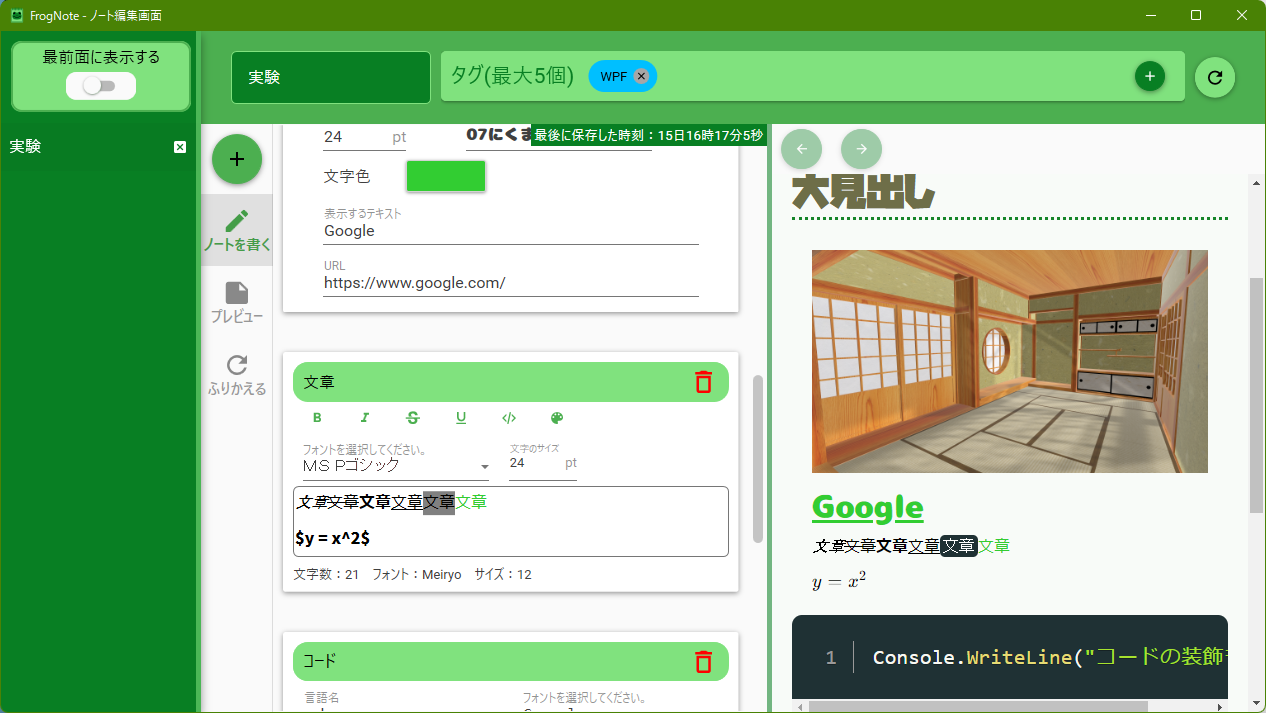 FrogNote - ノート編集画面
最前面に表示する
実験
実験
タグ(最大5個)
WPF
ノートを書く
プレビュー
ふりかえる
24 pt
07にくま
最後に保存した時刻：15日16時17分5秒
文字色
表示するテキスト
Google
URL
https://www.google.com/
文章
B I S U </>
フォントを選択してください。
MS Pゴシック
文字のサイズ
24 pt
文章文章文章文章文章文章
$y = x^2$
文字数：21 フォント：Meiryo サイズ：12
コード
言語名
フォントを選択してください。
大見出し
Google
文章文章文章文章文章文章
y = x²
1 Console.WriteLine("コードの装飾